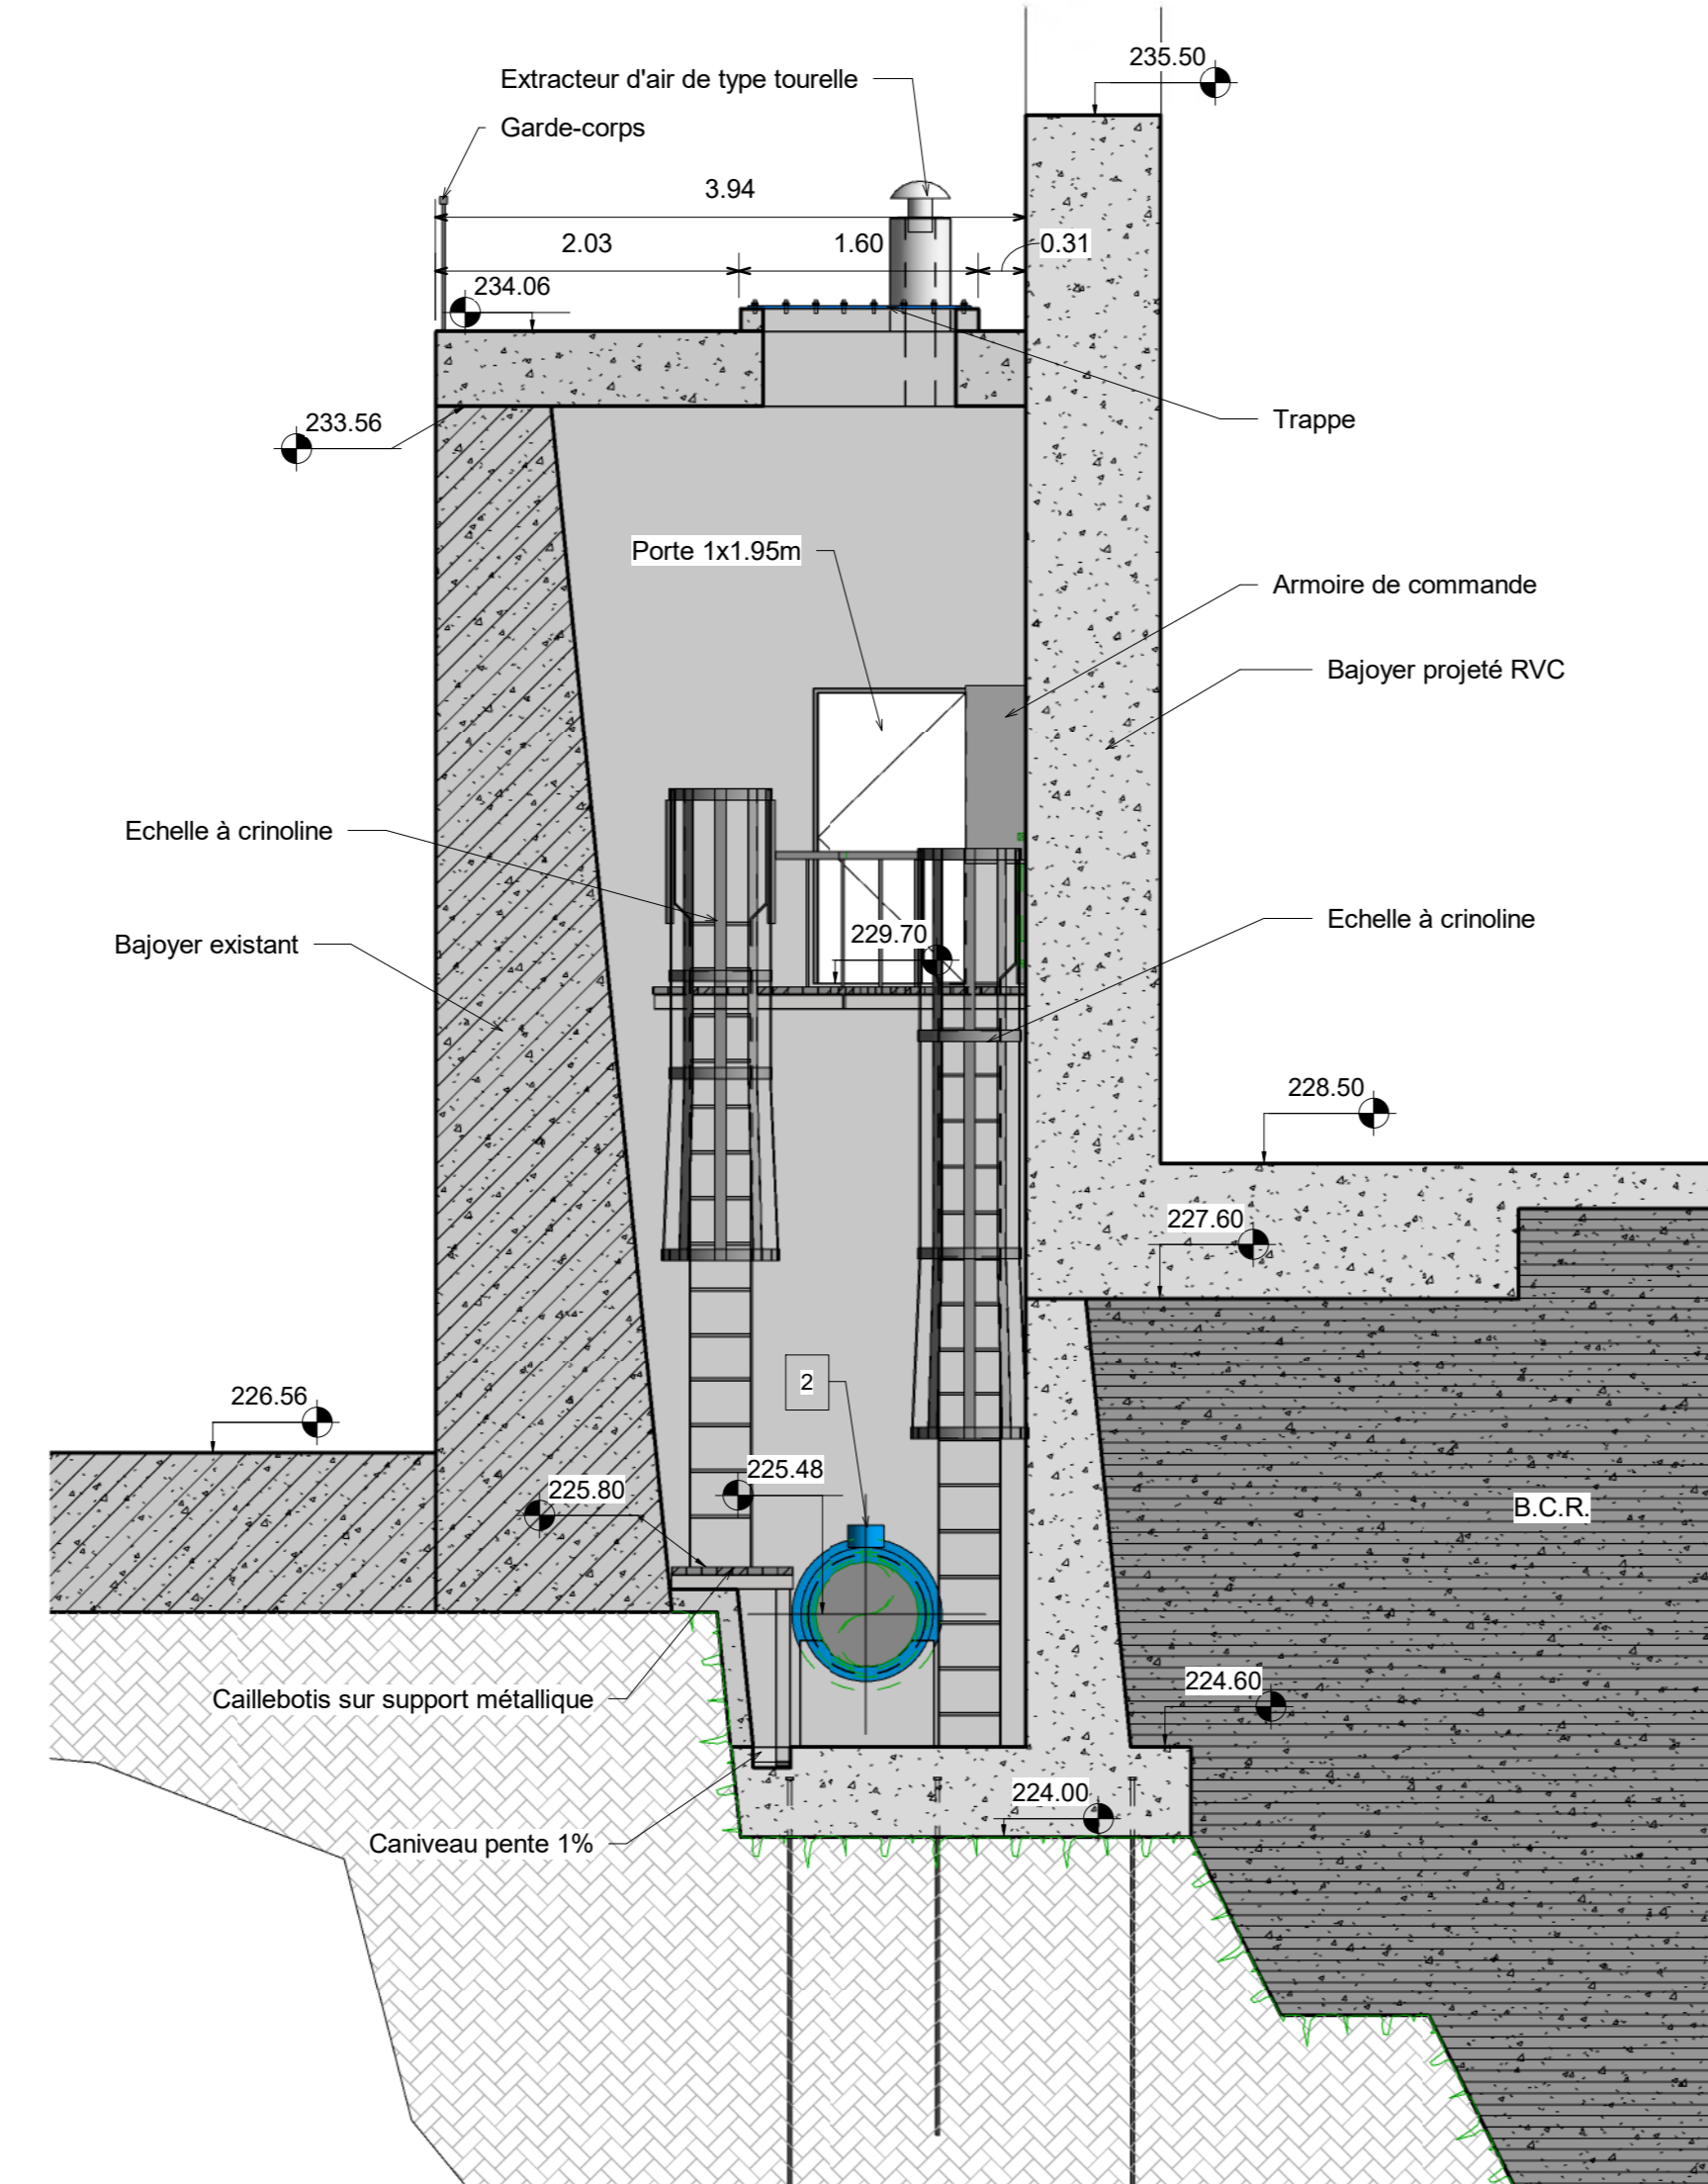 235.50
Extracteur d'air de type tourelle
Garde-corps
3.94
2.03
1.60
0.31
234.06
233.56
Trappe
Porte 1x1.95m
Armoire de commande
Bajoyer projeté RVC
Echelle à crinoline
229.70
Echelle à crinoline
Bajoyer existant
228.50
227.60
2
226.56
225.48
225.80
B.C.R.
224.60
Caillebotis sur support métallique
224.00
Caniveau pente 1%